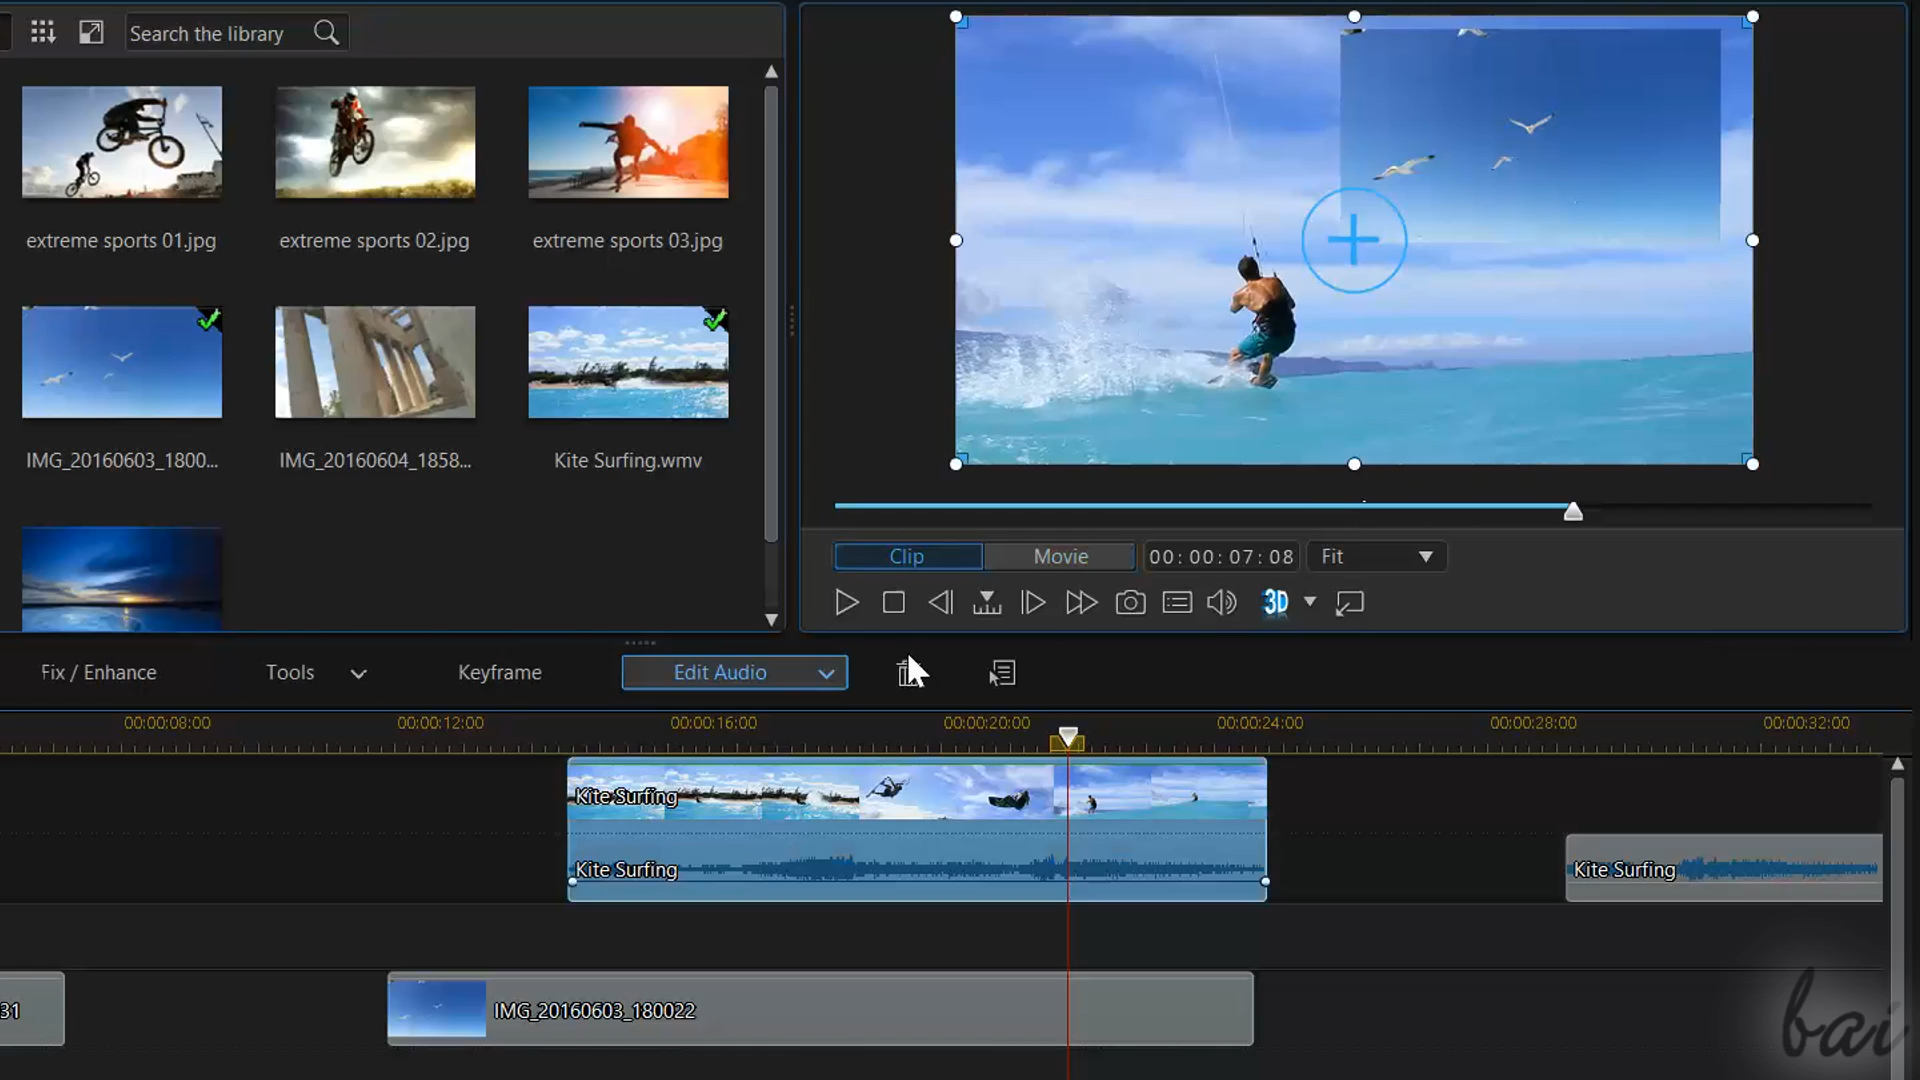 Search the library
extreme sports 01.jpg
extreme sports 02.jpg
extreme sports 03.jpg
IMG_20160603_1800...
IMG_20160604_1858...
Kite Surfing.wmv
Clip
Movie
00:00:07:08
Fit
3D
Fix / Enhance
Tools
Keyframe
Edit Audio
00:00:08:00
00:00:12:00
00:00:16:00
00:00:20:00
00:00:24:00
00:00:28:00
00:00:32:00
Kite Surfing
Kite Surfing
Kite Surfing
31
IMG_20160603_180022
bai